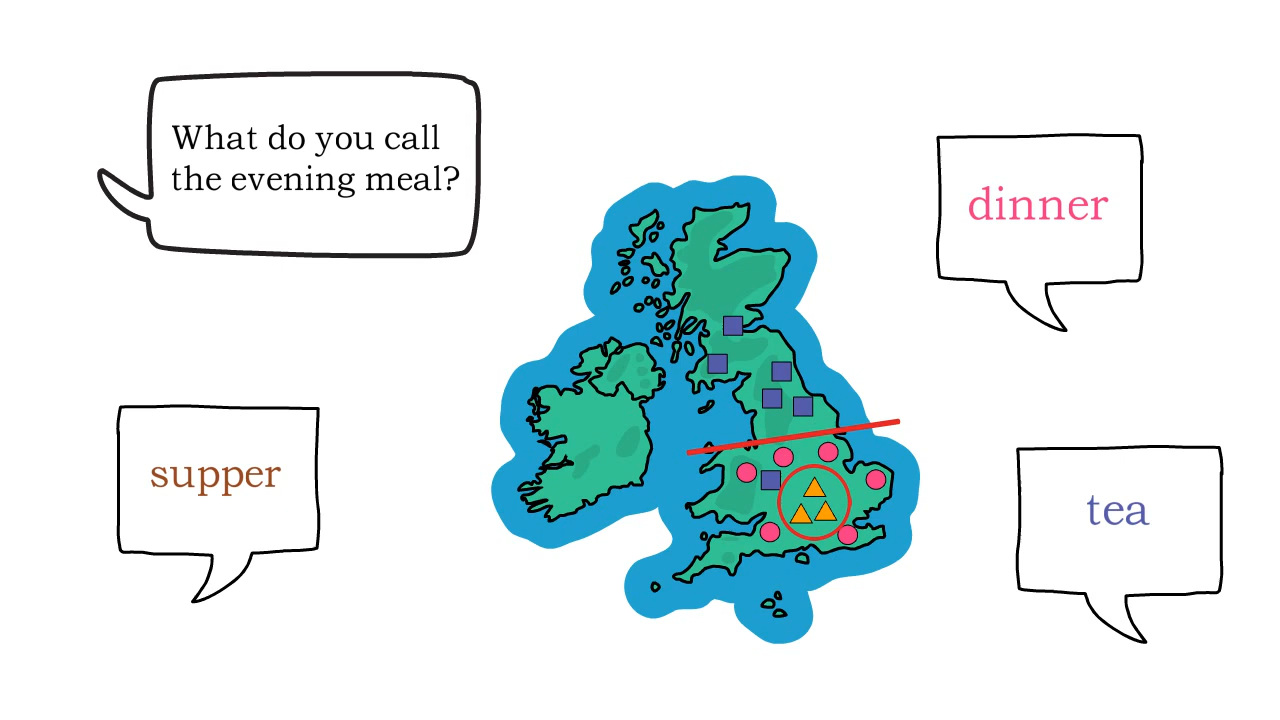 What do you call
the evening meal?
dinner
supper
tea